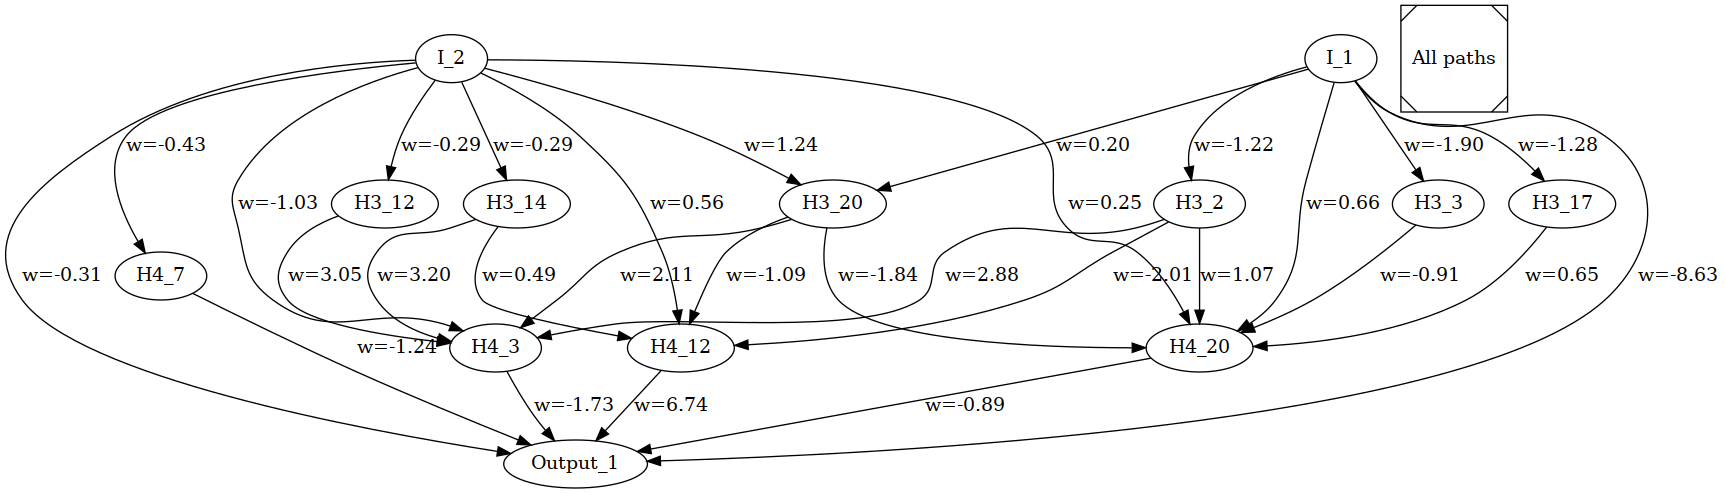 I_2
I_1
All paths
w=-0.43
w=-0.29
w=-0.29
w=1.24
w=0.20
w=-1.22
w=-1.90
w=-1.28
w=-1.03
H3_12
H3_14
w=0.56
H3_20
w=0.25
H3_2
w=0.66
H3_3
H3_17
w=-0.31
H4_7
w=3.05
w=3.20
w=0.49
w=2.11
w=-1.09
w=-1.84
w=2.88
w=-2.01
w=1.07
w=-0.91
w=0.65
w=-8.63
w=-1.24
H4_3
H4_12
H4_20
w=-1.73
w=6.74
w=-0.89
Output_1